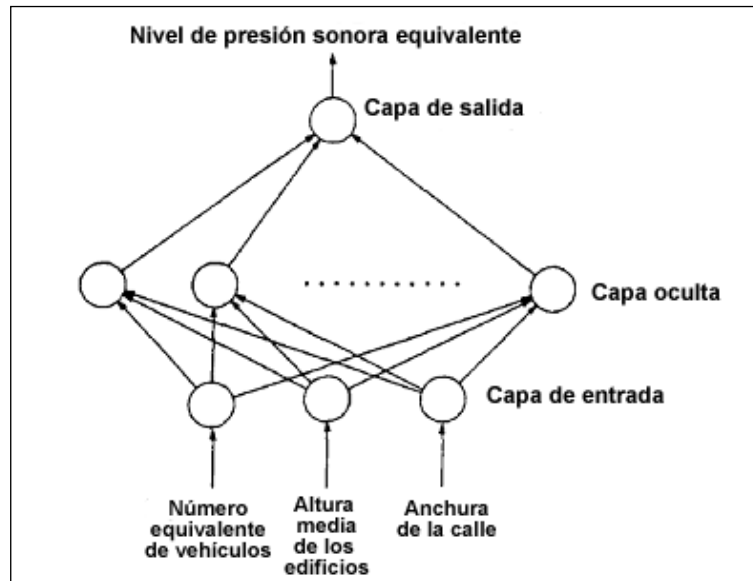 Nivel de presión sonora equivalente
Capa de salida
Capa oculta
Capa de entrada
Número
equivalente
de vehículos
Altura
media
de los
edificios
Anchura
de la calle